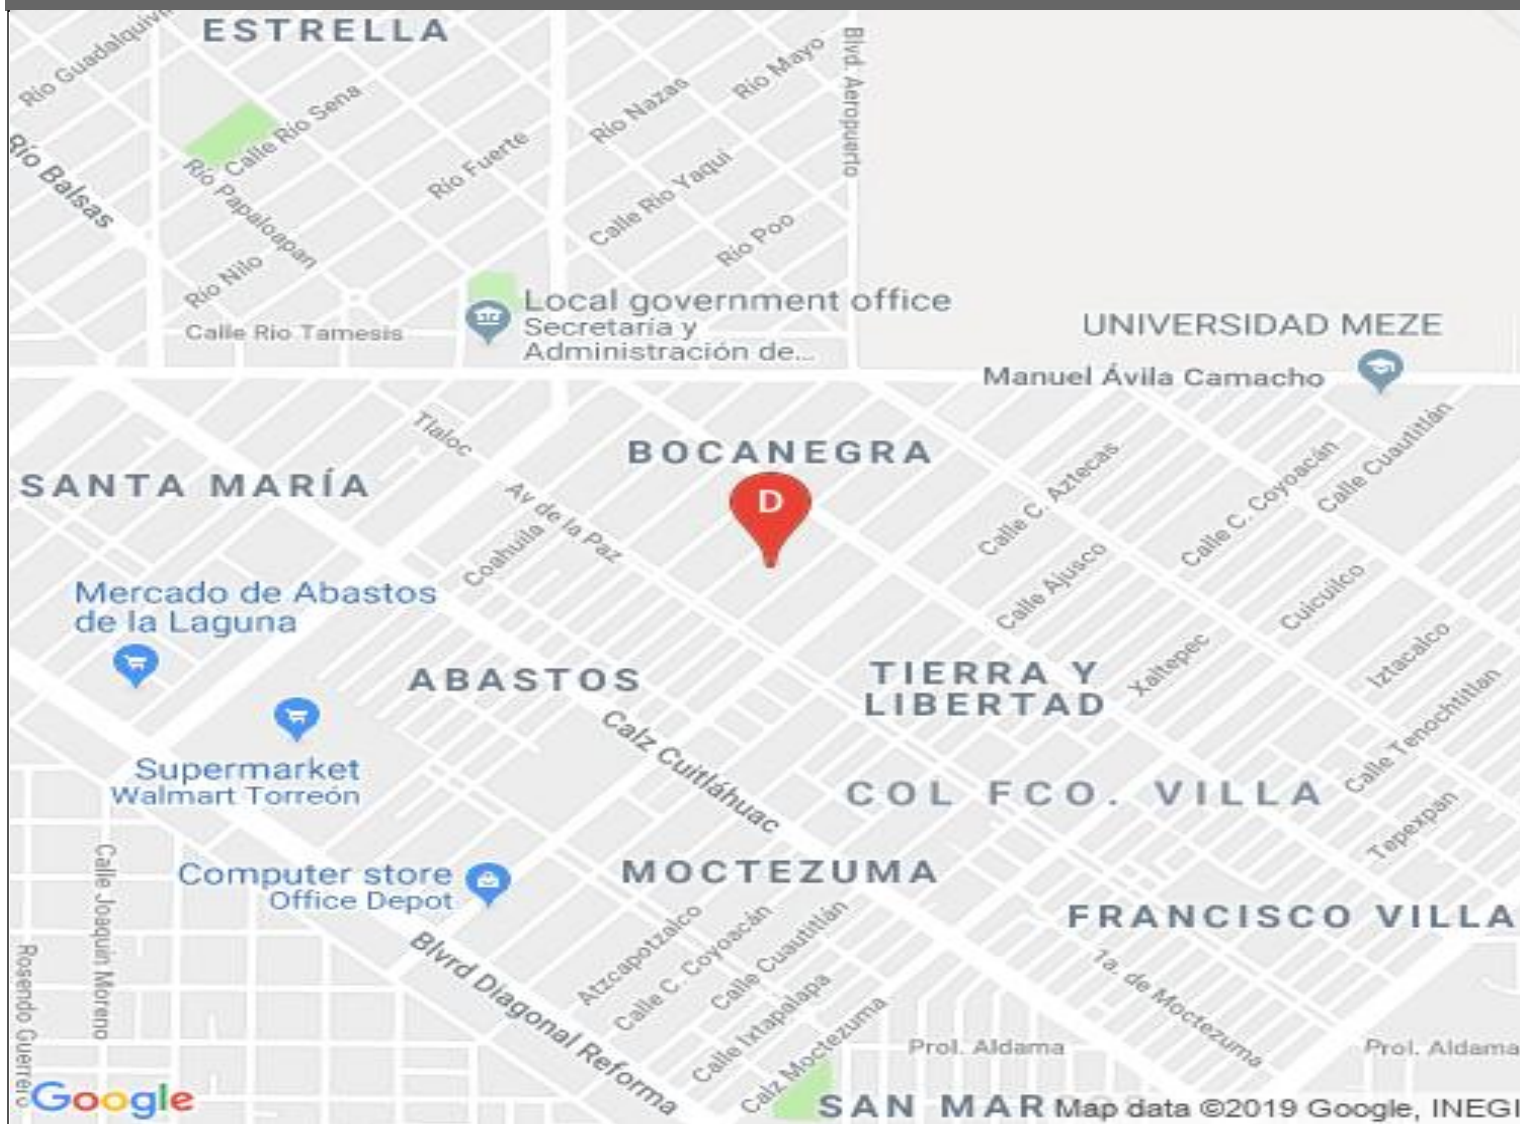 ESTRELLA
Río Guadalquivir
Calle Río Sena
Río Nazas
Río Mayo
Blvd. Aeropuerto
Río Balsas
Río Papaloapan
Río Fuerte
Calle Río Yaqui
Río Poo
Río Nilo
Calle Rio Tamesis
Local government office
Secretaría y
Administración de...
UNIVERSIDAD MEZE
Manuel Ávila Camacho
Tlaloc
BOCANEGRA
SANTA MARÍA
D
Av de la Paz
Coahuila
Calle C. Aztecas
Calle C. Coyoacán
Calle Cuautitlán
Calle Ajusco
Cuicuilco
Mercado de Abastos
de la Laguna
ABASTOS
TIERRA Y
LIBERTAD
Xaltepec
Iztacalco
Calle Tenochtitlan
Calz Cuitláhuac
Supermarket
Walmart Torreón
COL FCO. VILLA
Tepexpan
Calle Joaquin Moreno
Computer store
Office Depot
MOCTEZUMA
FRANCISCO VILLA
Rosendo Guerrero
Blvrd Diagonal Reforma
Atzcapotzalco
Calle C. Coyoacán
Calle Cuautitlán
Calle Ixtapalapa
Calz Moctezuma
1a. de Moctezuma
Prol. Aldama
Prol. Aldama
Google
SAN MAR
Map data ©2019 Google, INEGI